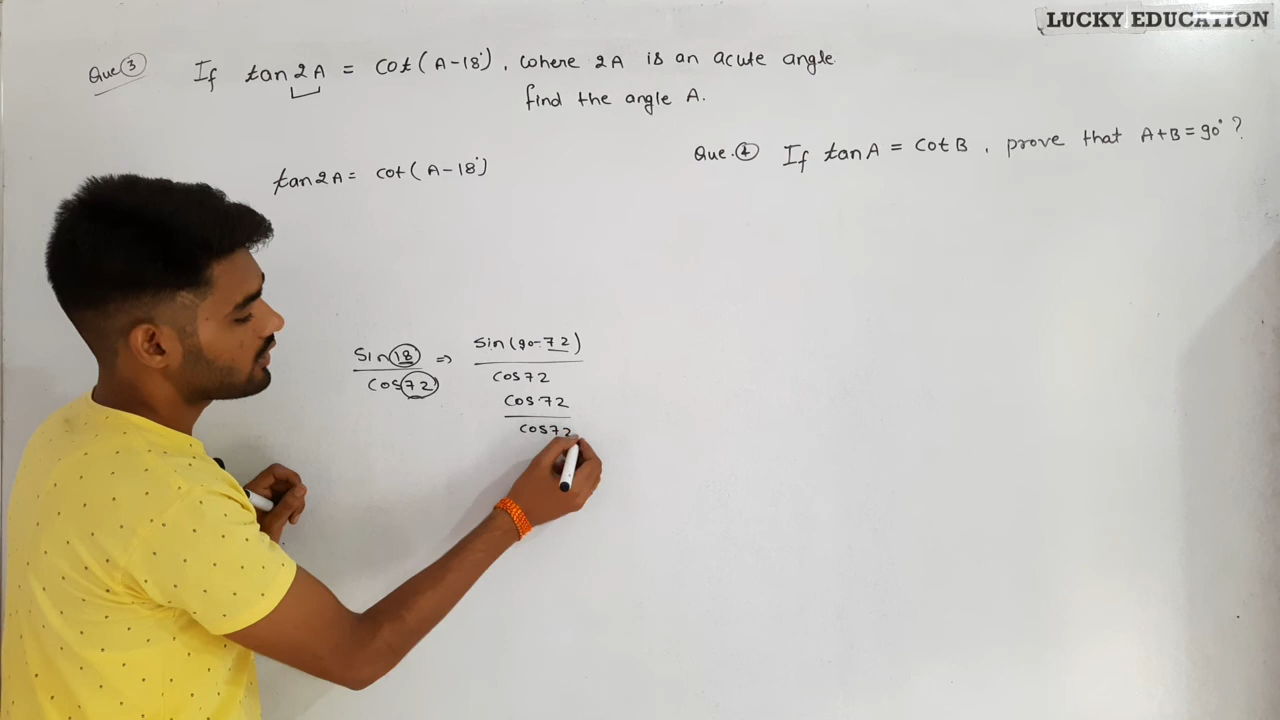 LUCKY EDUCATION
Que ③ If tan 2A = cot (A-18°), where 2A is an acute angle.
find the angle A.
Que. ④ If tan A = cot B, prove that A+B=90°?
tan 2A = cot (A-18°)
Sin 18 / cos 72° => sin (90-72) / cos 72
cos 72 / cos 72